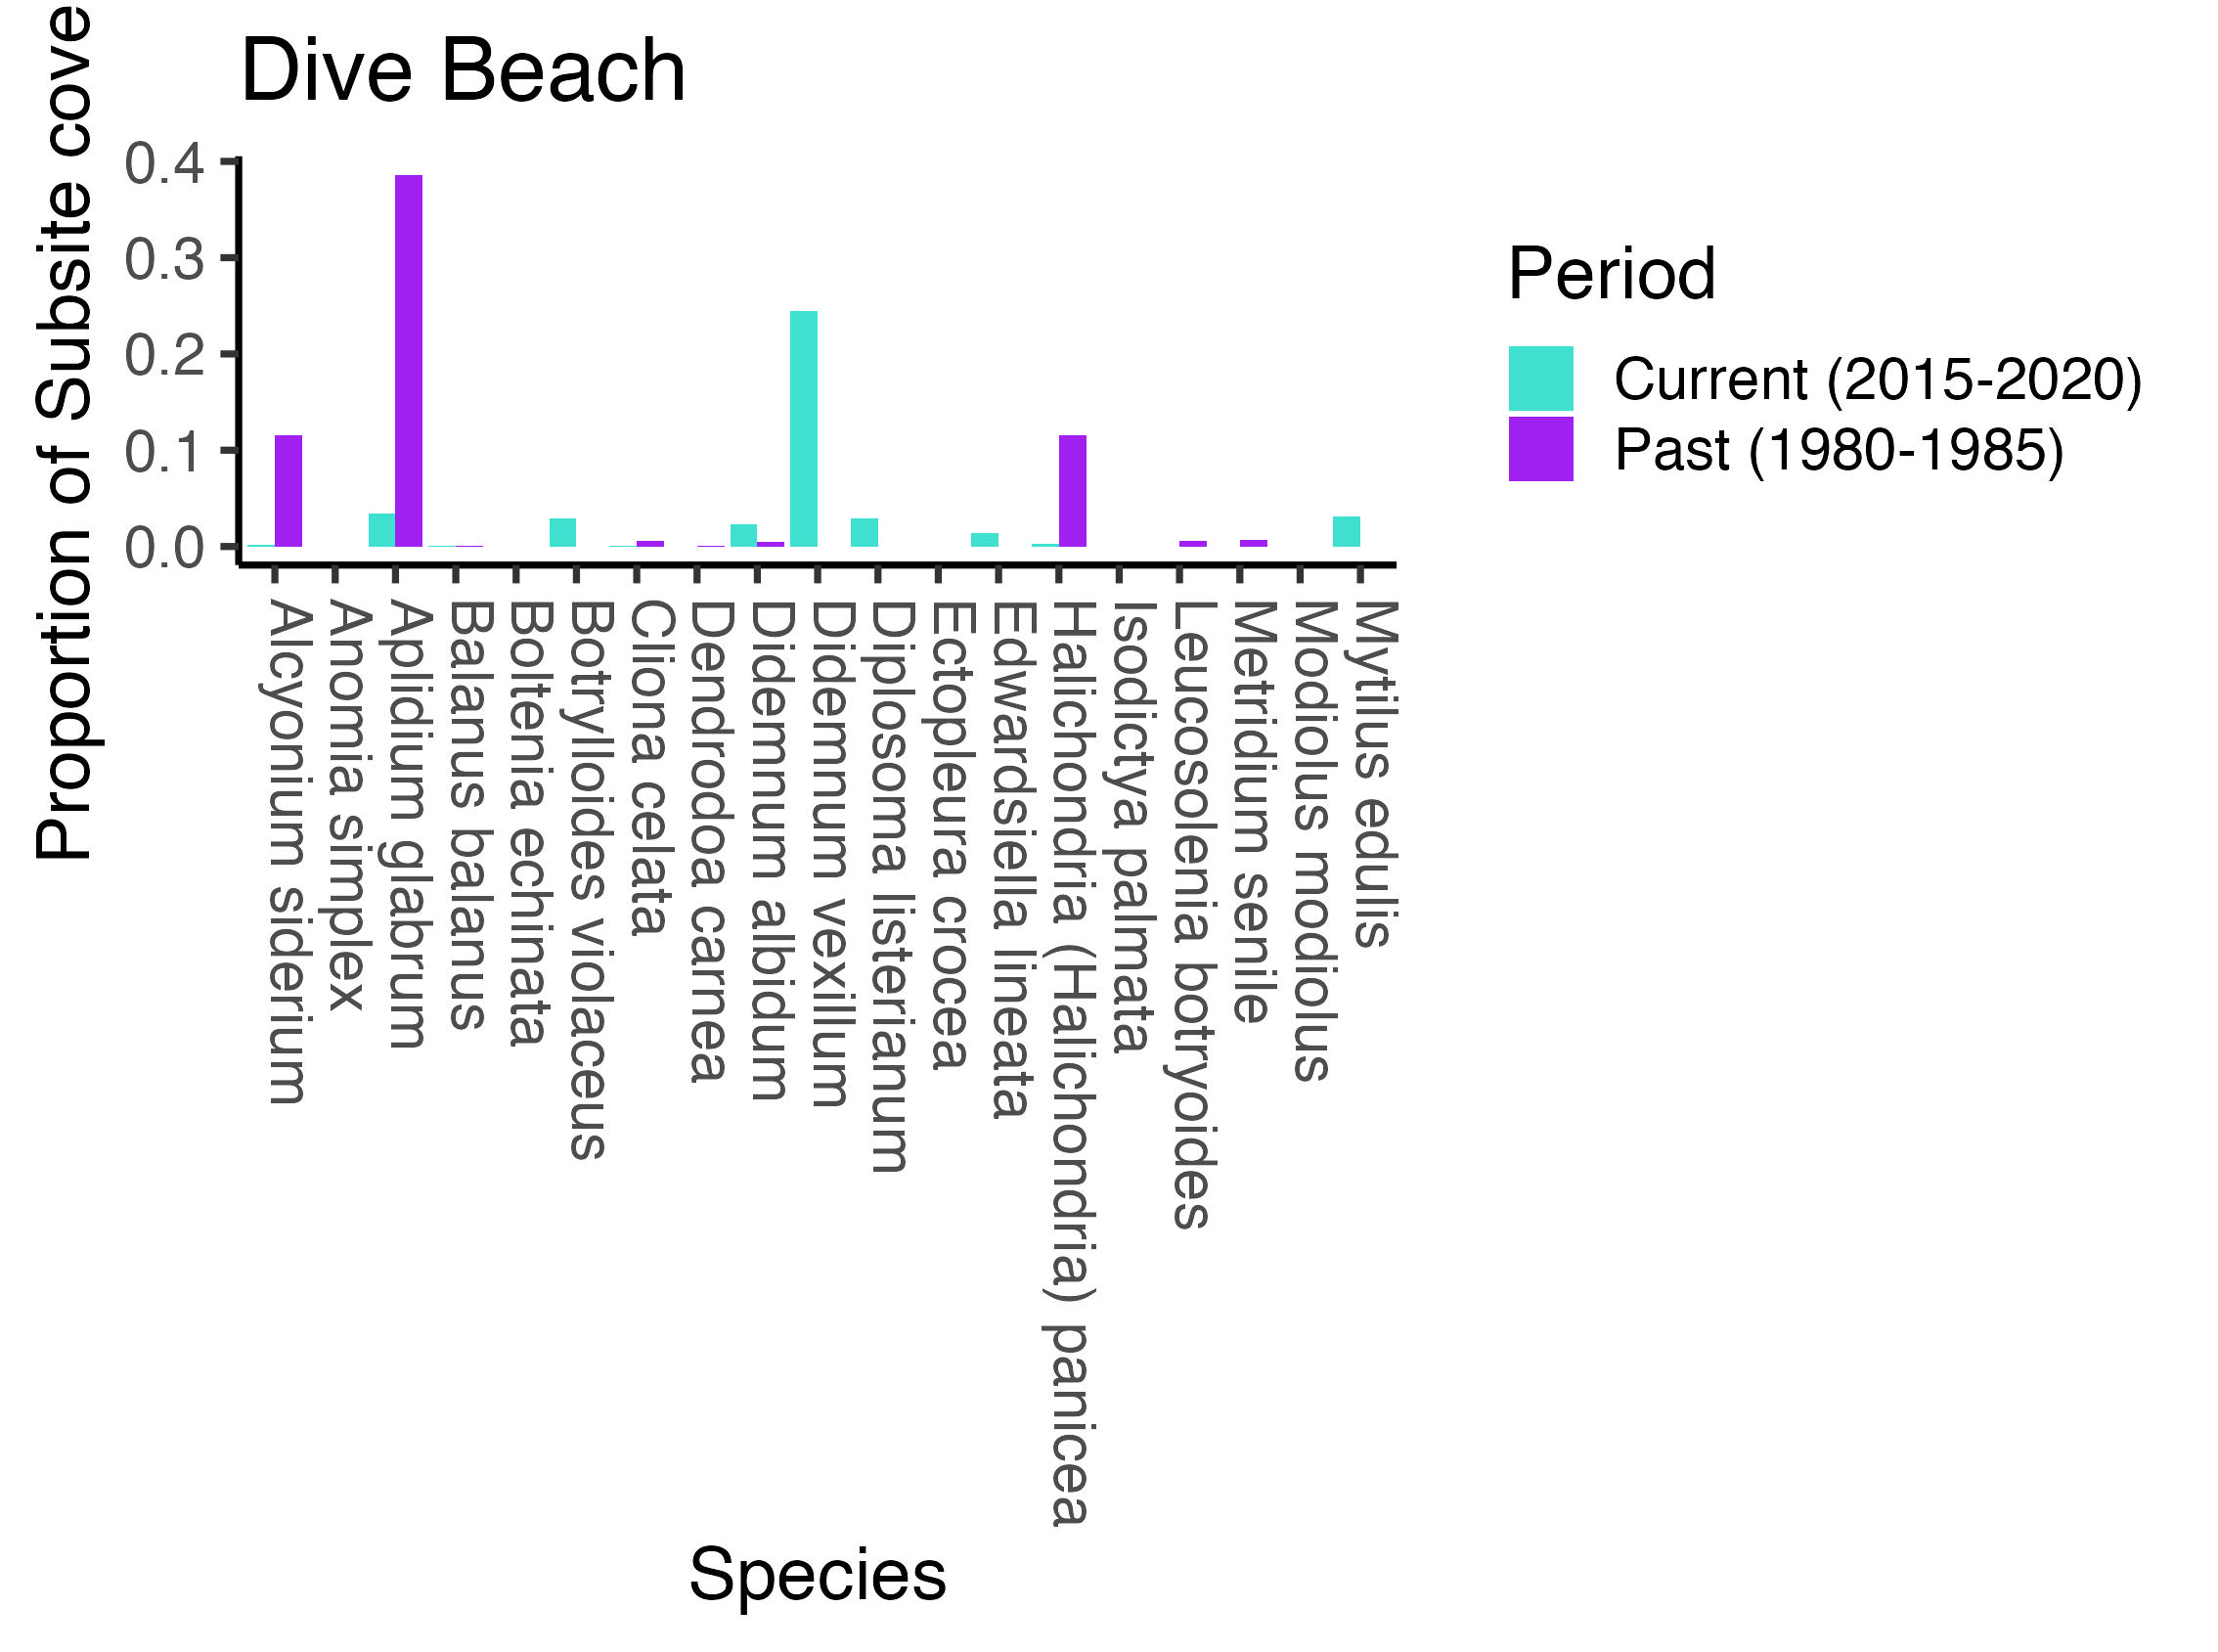 Dive Beach
Proportion of Subsite cove
0.4
0.3
0.2
0.1
0.0
Alcyonium siderium
Anomia simplex
Aplidium glabrum
Balanus balanus
Boltenia echinata
Botrylloides violaceus
Cliona celata
Dendrodoa carnea
Didemnum albidum
Didemnum vexillum
Diplosoma listerianum
Ectopleura crocea
Edwardsiella lineata
Halichondria (Halichondria) panicea
Isodictya palmata
Leucosolenia botryoides
Metridium senile
Modiolus modiolus
Mytilus edulis
Species
Period
Current (2015-2020)
Past (1980-1985)